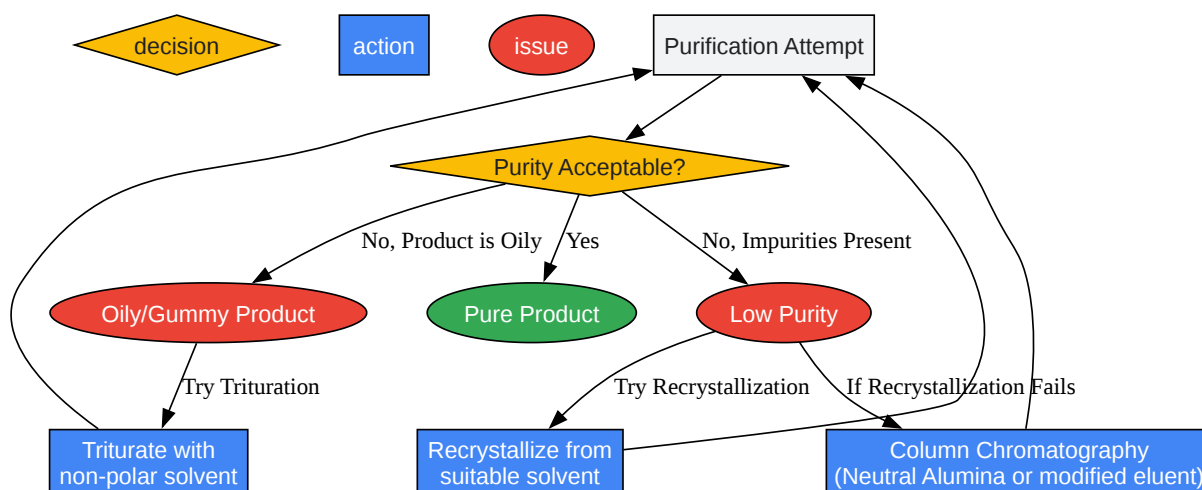 decision
action
issue
Purification Attempt
Purity Acceptable?
No, Product is Oily
Yes
No, Impurities Present
Oily/Gummy Product
Pure Product
Low Purity
Try Trituration
Try Recrystallization
If Recrystallization Fails
Triturate with
non-polar solvent
Recrystallize from
suitable solvent
Column Chromatography
(Neutral Alumina or modified eluent)